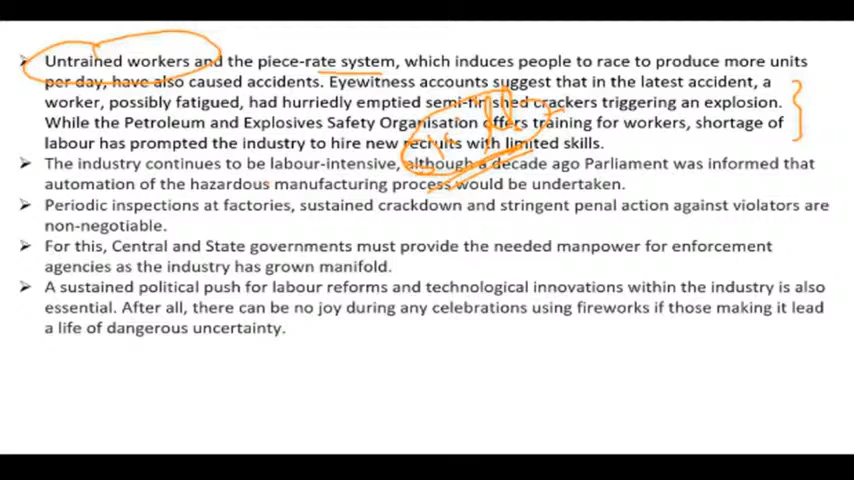 ➢ Untrained workers and the piece-rate system, which induces people to race to produce more units
per day, have also caused accidents. Eyewitness accounts suggest that in the latest accident, a
worker, possibly fatigued, had hurriedly emptied semi-finished crackers triggering an explosion.
While the Petroleum and Explosives Safety Organisation offers training for workers, shortage of
labour has prompted the industry to hire new recruits with limited skills.
➢ The industry continues to be labour-intensive, although a decade ago Parliament was informed that
automation of the hazardous manufacturing process would be undertaken.
➢ Periodic inspections at factories, sustained crackdown and stringent penal action against violators are
non-negotiable.
➢ For this, Central and State governments must provide the needed manpower for enforcement
agencies as the industry has grown manifold.
➢ A sustained political push for labour reforms and technological innovations within the industry is also
essential. After all, there can be no joy during any celebrations using fireworks if those making it lead
a life of dangerous uncertainty.